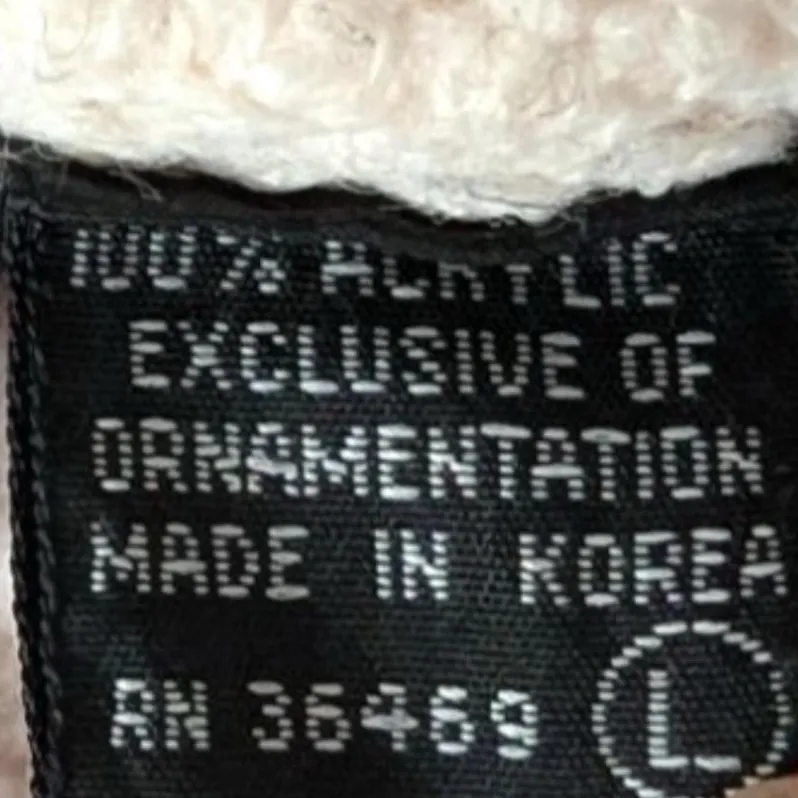 100% ACRYLIC
EXCLUSIVE OF
ORNAMENTATION
MADE IN KOREA
RN 36469
L